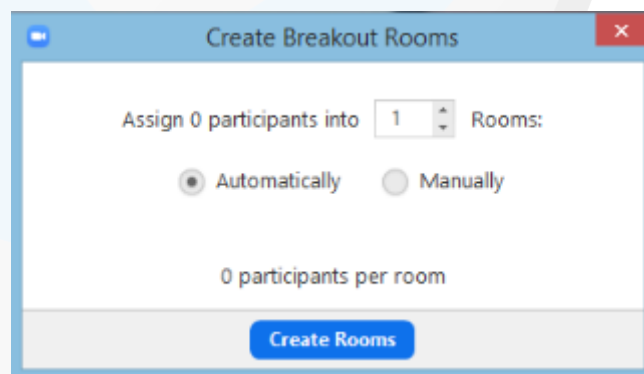 Create Breakout Rooms
Assign 0 participants into 1 Rooms:
Automatically Manually
0 participants per room
Create Rooms